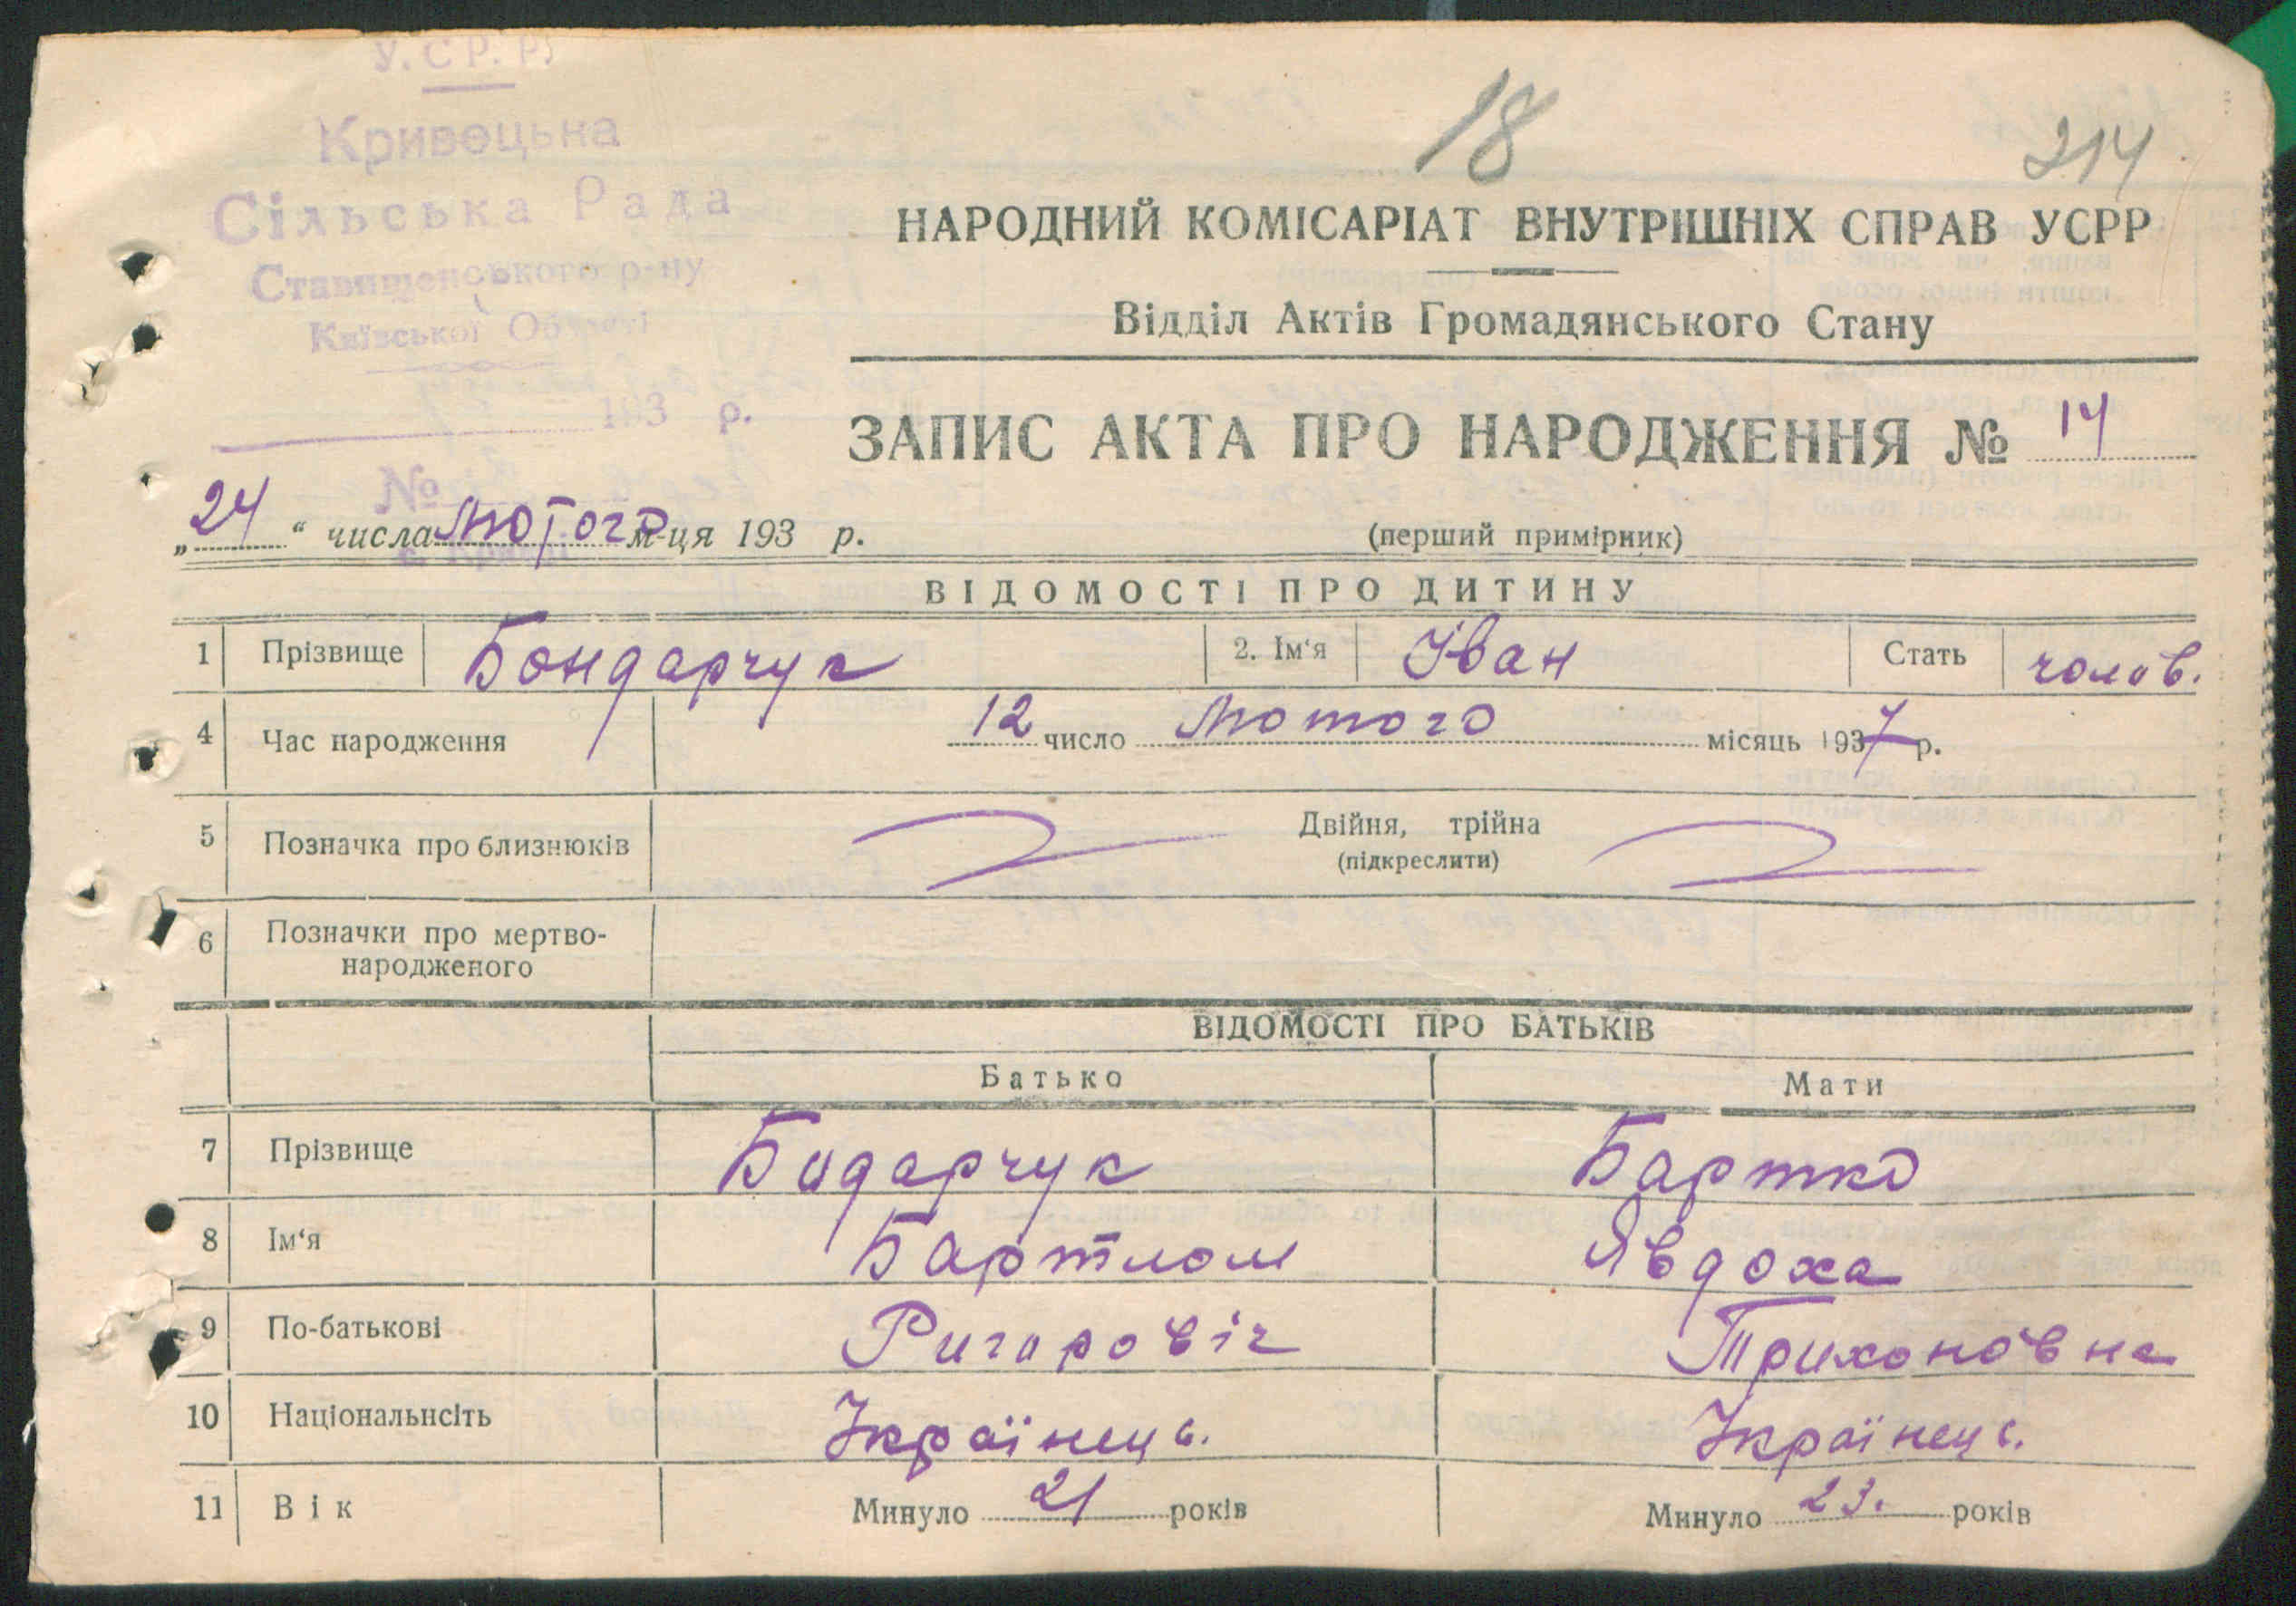 У.С.Р.Р.
Кривецька
Сільська Рада
Ставищенського р-ну
Київської Області
193 р.
№
18
214
НАРОДНИЙ КОМІСАРІАТ ВНУТРІШНІХ СПРАВ УСРР
Відділ Актів Громадянського Стану
ЗАПИС АКТА ПРО НАРОДЖЕННЯ № 14
„24“ числа Лютого м-ця 193 р.
(перший примірник)
ВІДОМОСТІ ПРО ДИТИНУ
1 Прізвище Бондарчук 2. Ім‘я Іван Стать чолов.
4 Час народження 12 число Лютого місяць 1937 р.
5 Позначка про близнюків Двійня, трійна
(підкреслити)
6 Позначки про мертво-
народженого
ВІДОМОСТІ ПРО БАТЬКІВ
Батько Мати
7 Прізвище Бндарчук Бартко
8 Ім‘я Бартлом Явдоха
9 По-батькові Ригоровіч Трихоновна
10 Національнсіть Україінець. Україінець.
11 Вік Минуло 21 років Минуло 23. років